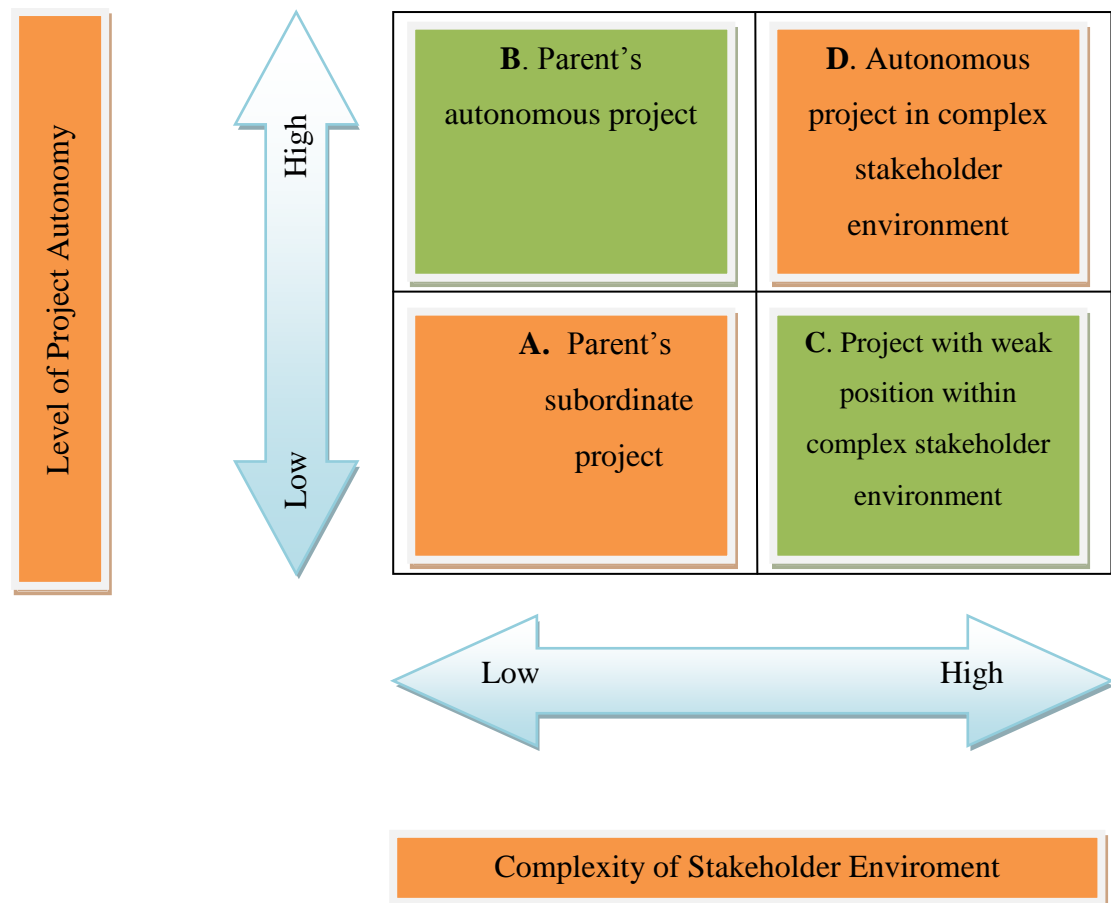 Level of Project Autonomy
High
Low
B. Parent's
autonomous project
D. Autonomous
project in complex
stakeholder
environment
A. Parent's
subordinate
project
C. Project with weak
position within
complex stakeholder
environment
Low
High
Complexity of Stakeholder Enviroment